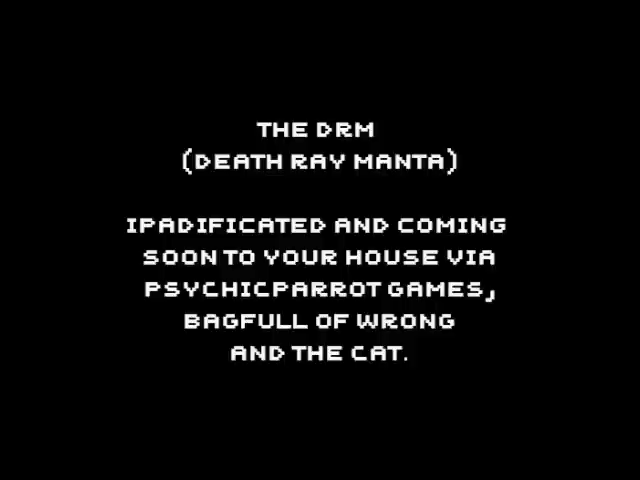 THE DRM
(DEATH RAY MANTA)
IPADIFICATED AND COMING
SOON TO YOUR HOUSE VIA
PSYCHICPARROT GAMES,
BAGFULL OF WRONG
AND THE CAT.